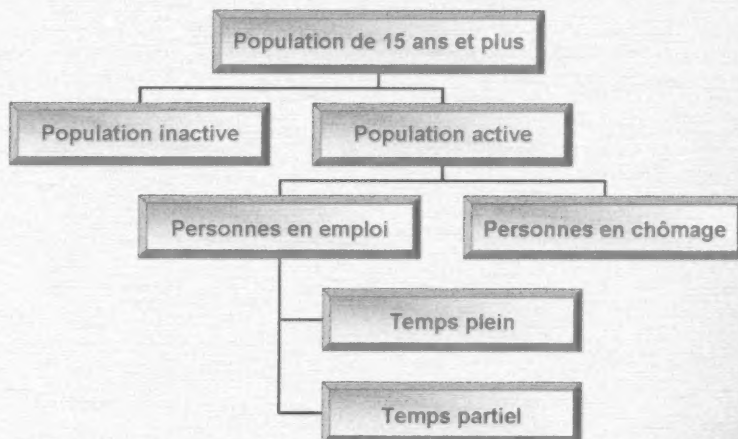 Population de 15 ans et plus
Population inactive
Population active
Personnes en emploi
Personnes en chômage
Temps plein
Temps partiel